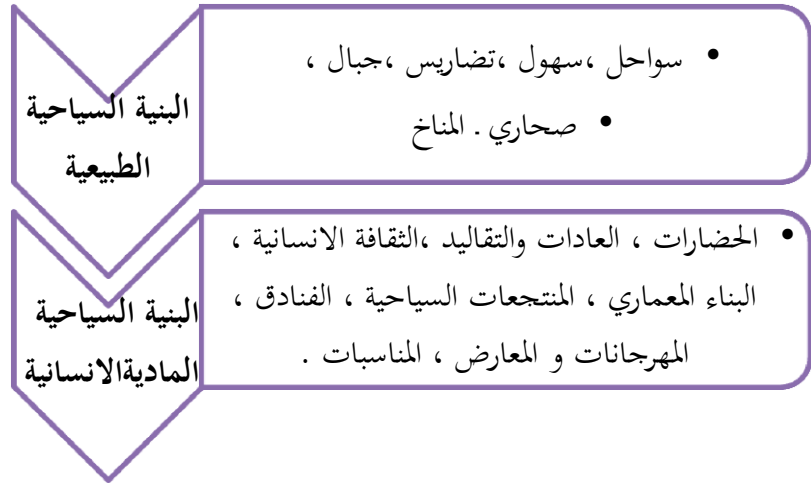 البنية السياحية
الطبيعية
• سواحل ،سهول ،تضاريس ،جبال ،
• صحاري . المناخ
البنية السياحية
الماديةالانسانية
• الحضارات ، العادات والتقاليد ،الثقافة الانسانية ،
البناء المعماري ، المنتجعات السياحية ، الفنادق ،
المهرجانات و المعارض ، المناسبات .